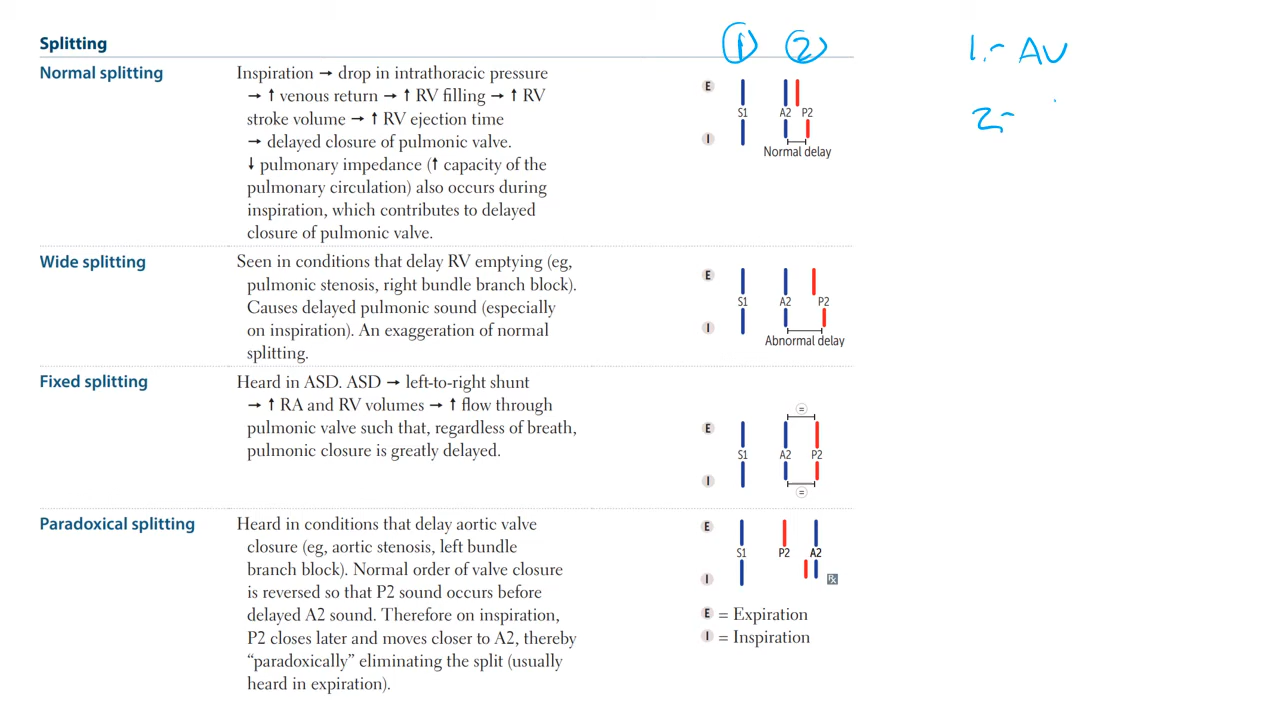 Splitting
① ② 1.- AV
2.-
Normal splitting
Inspiration → drop in intrathoracic pressure
→ ↑ venous return → ↑ RV filling → ↑ RV
stroke volume → ↑ RV ejection time
→ delayed closure of pulmonic valve.
↓ pulmonary impedance (↑ capacity of the
pulmonary circulation) also occurs during
inspiration, which contributes to delayed
closure of pulmonic valve.
E
S1 A2 P2
I
Normal delay
Wide splitting
Seen in conditions that delay RV emptying (eg,
pulmonic stenosis, right bundle branch block).
Causes delayed pulmonic sound (especially
on inspiration). An exaggeration of normal
splitting.
E
S1 A2 P2
I
Abnormal delay
Fixed splitting
Heard in ASD. ASD → left-to-right shunt
→ ↑ RA and RV volumes → ↑ flow through
pulmonic valve such that, regardless of breath,
pulmonic closure is greatly delayed.
=
E
S1 A2 P2
I
=
Paradoxical splitting
Heard in conditions that delay aortic valve
closure (eg, aortic stenosis, left bundle
branch block). Normal order of valve closure
is reversed so that P2 sound occurs before
delayed A2 sound. Therefore on inspiration,
P2 closes later and moves closer to A2, thereby
“paradoxically” eliminating the split (usually
heard in expiration).
E
S1 P2 A2
I ℞
E = Expiration
I = Inspiration